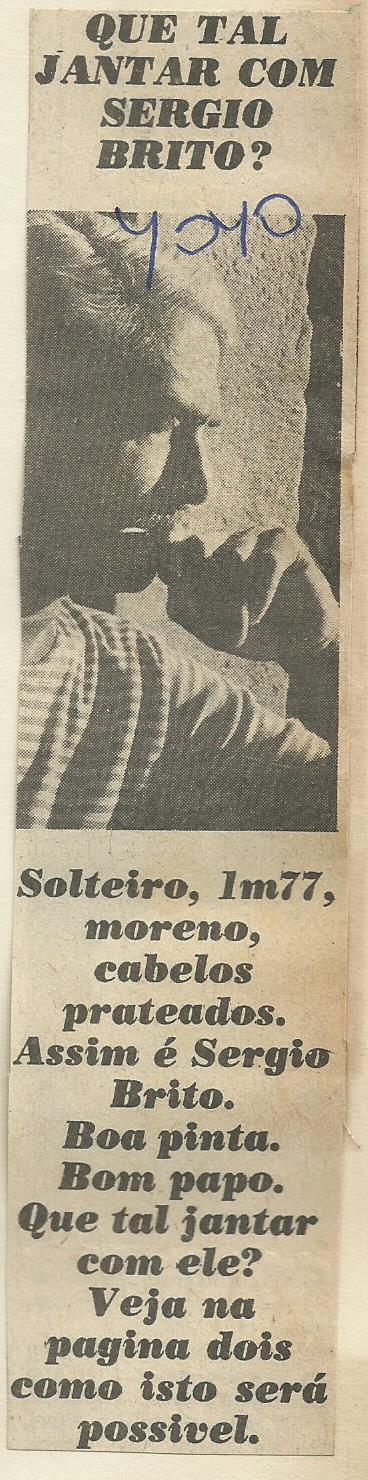 QUE TAL
JANTAR COM
SERGIO
BRITO?
Solteiro, 1m77,
moreno,
cabelos
prateados.
Assim é Sergio
Brito.
Boa pinta.
Bom papo.
Que tal jantar
com ele?
Veja na
pagina dois
como isto será
possivel.